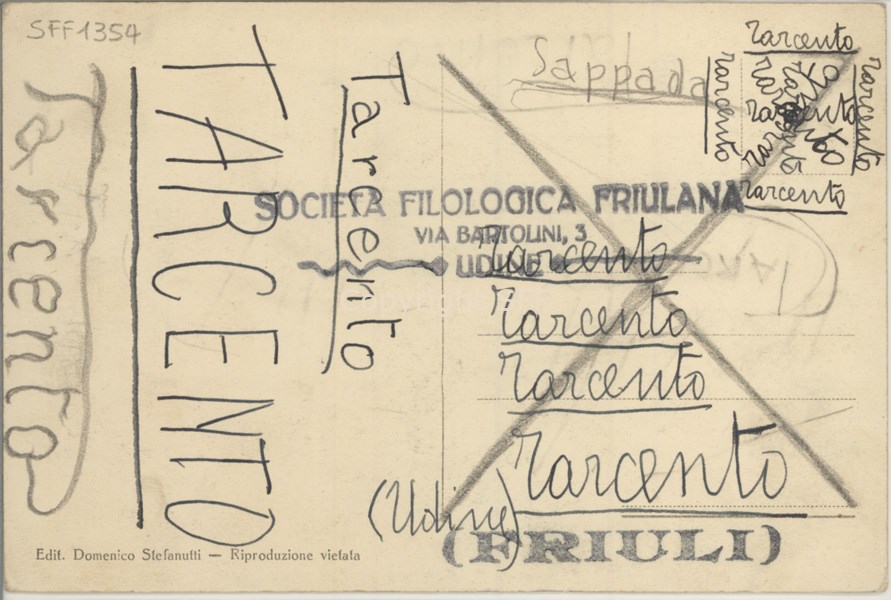 SFF1354
Tarcento
TARCENTO
Tarcento
Sappada
Tarcento
Tarcento
Tarcento
Tarcento
Tarcento
SOCIETÀ FILOLOGICA FRIULANA
VIA BARTOLINI, 3
UDINE
Tarcento
Tarcento
Tarcento
Tarcento
(Udine)
(FRIULI)
Edit. Domenico Stefanutti — Riproduzione vietata